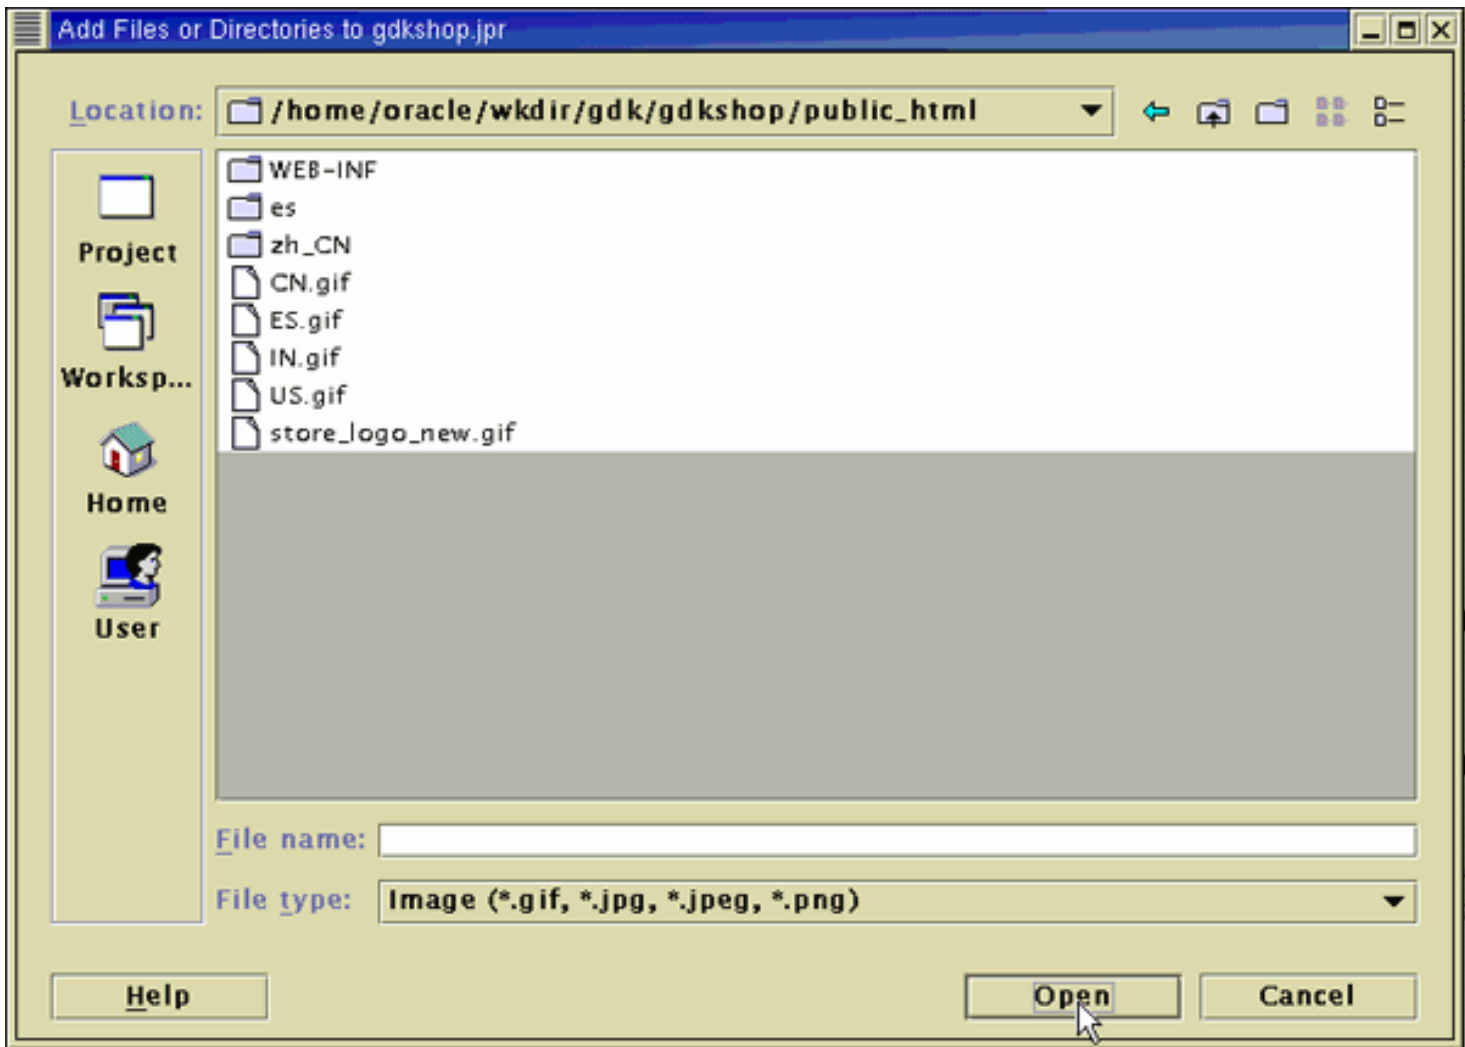 Add Files or Directories to gdkshop.jpr
Location: /home/oracle/wkdir/gdk/gdkshop/public_html
Project
Worksp...
Home
User
WEB-INF
es
zh_CN
CN.gif
ES.gif
IN.gif
US.gif
store_logo_new.gif
File name:
File type: Image (*.gif, *.jpg, *.jpeg, *.png)
Help Open Cancel